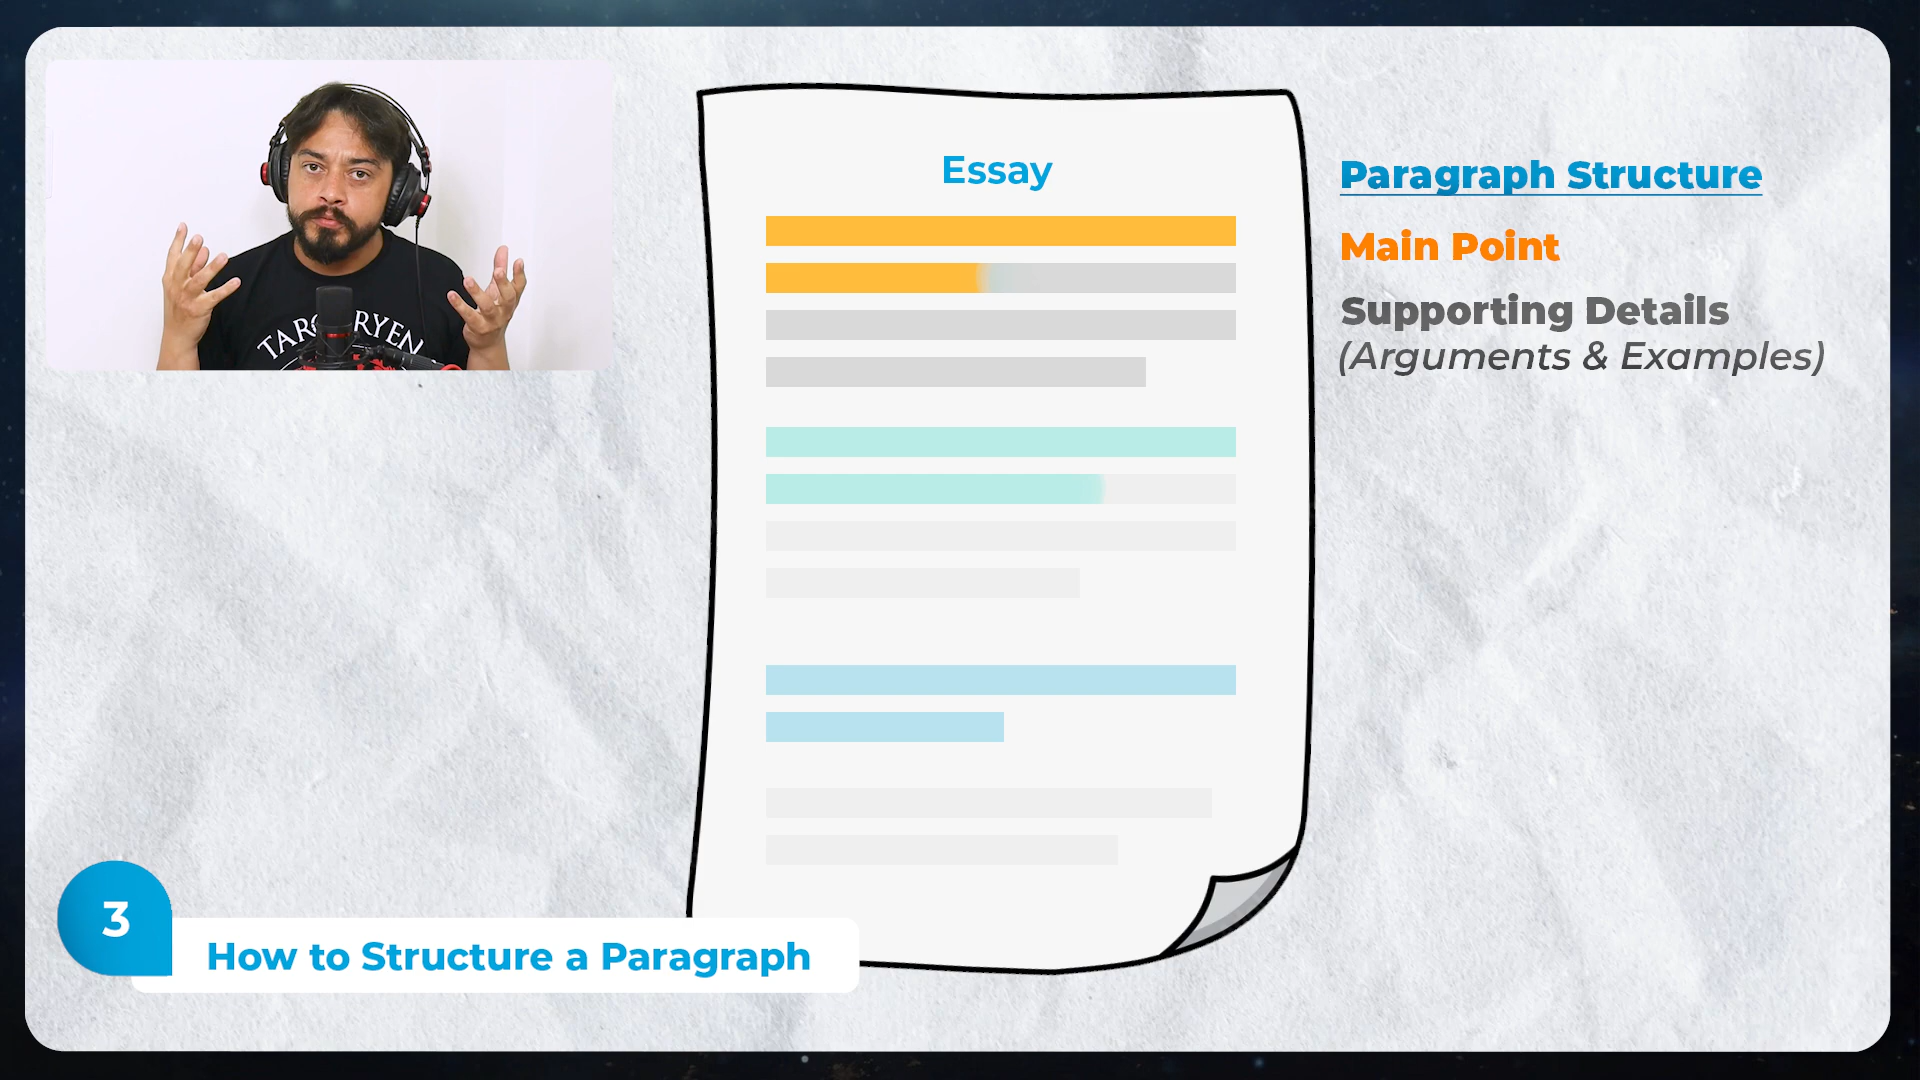 Essay
Paragraph Structure
Main Point
Supporting Details
(Arguments & Examples)
3
How to Structure a Paragraph